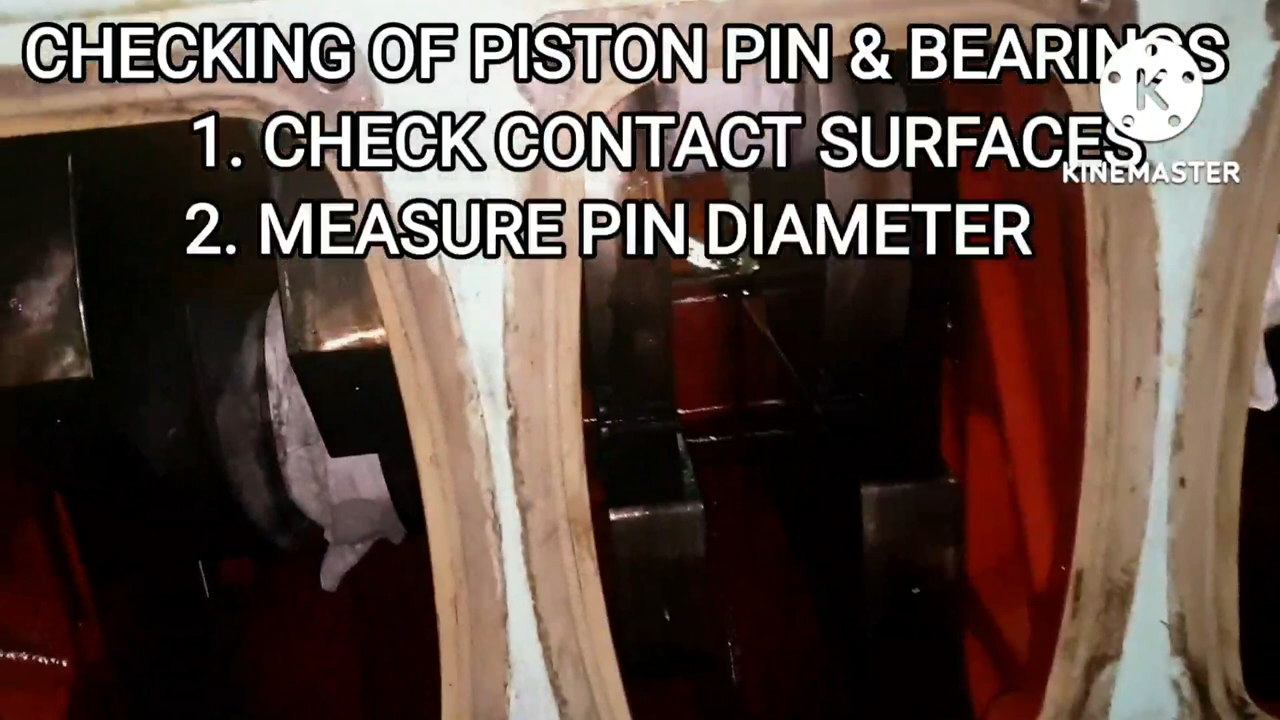 CHECKING OF PISTON PIN & BEARINGS
1. CHECK CONTACT SURFACES
2. MEASURE PIN DIAMETER
K
KINEMASTER